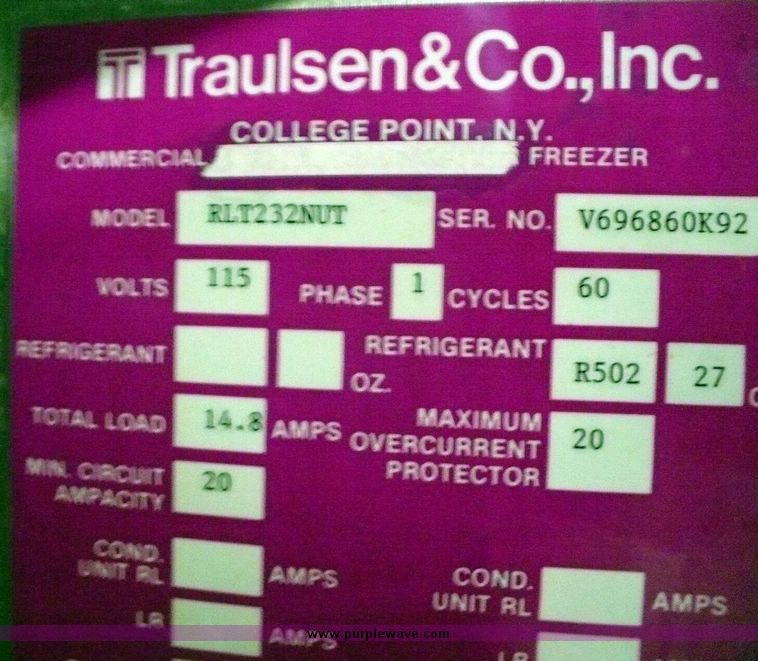 Traulsen & Co., Inc.
COLLEGE POINT, N.Y.
COMMERCIAL FREEZER
MODEL RLT232NUT SER. NO. V696860K92
VOLTS 115 PHASE 1 CYCLES 60
REFRIGERANT OZ. REFRIGERANT R502 27
TOTAL LOAD 14.8 AMPS MAXIMUM OVERCURRENT PROTECTOR 20
MIN. CIRCUIT AMPACITY 20
COND. UNIT RL AMPS COND. UNIT RL AMPS
LR AMPS LR
www.purplewave.com